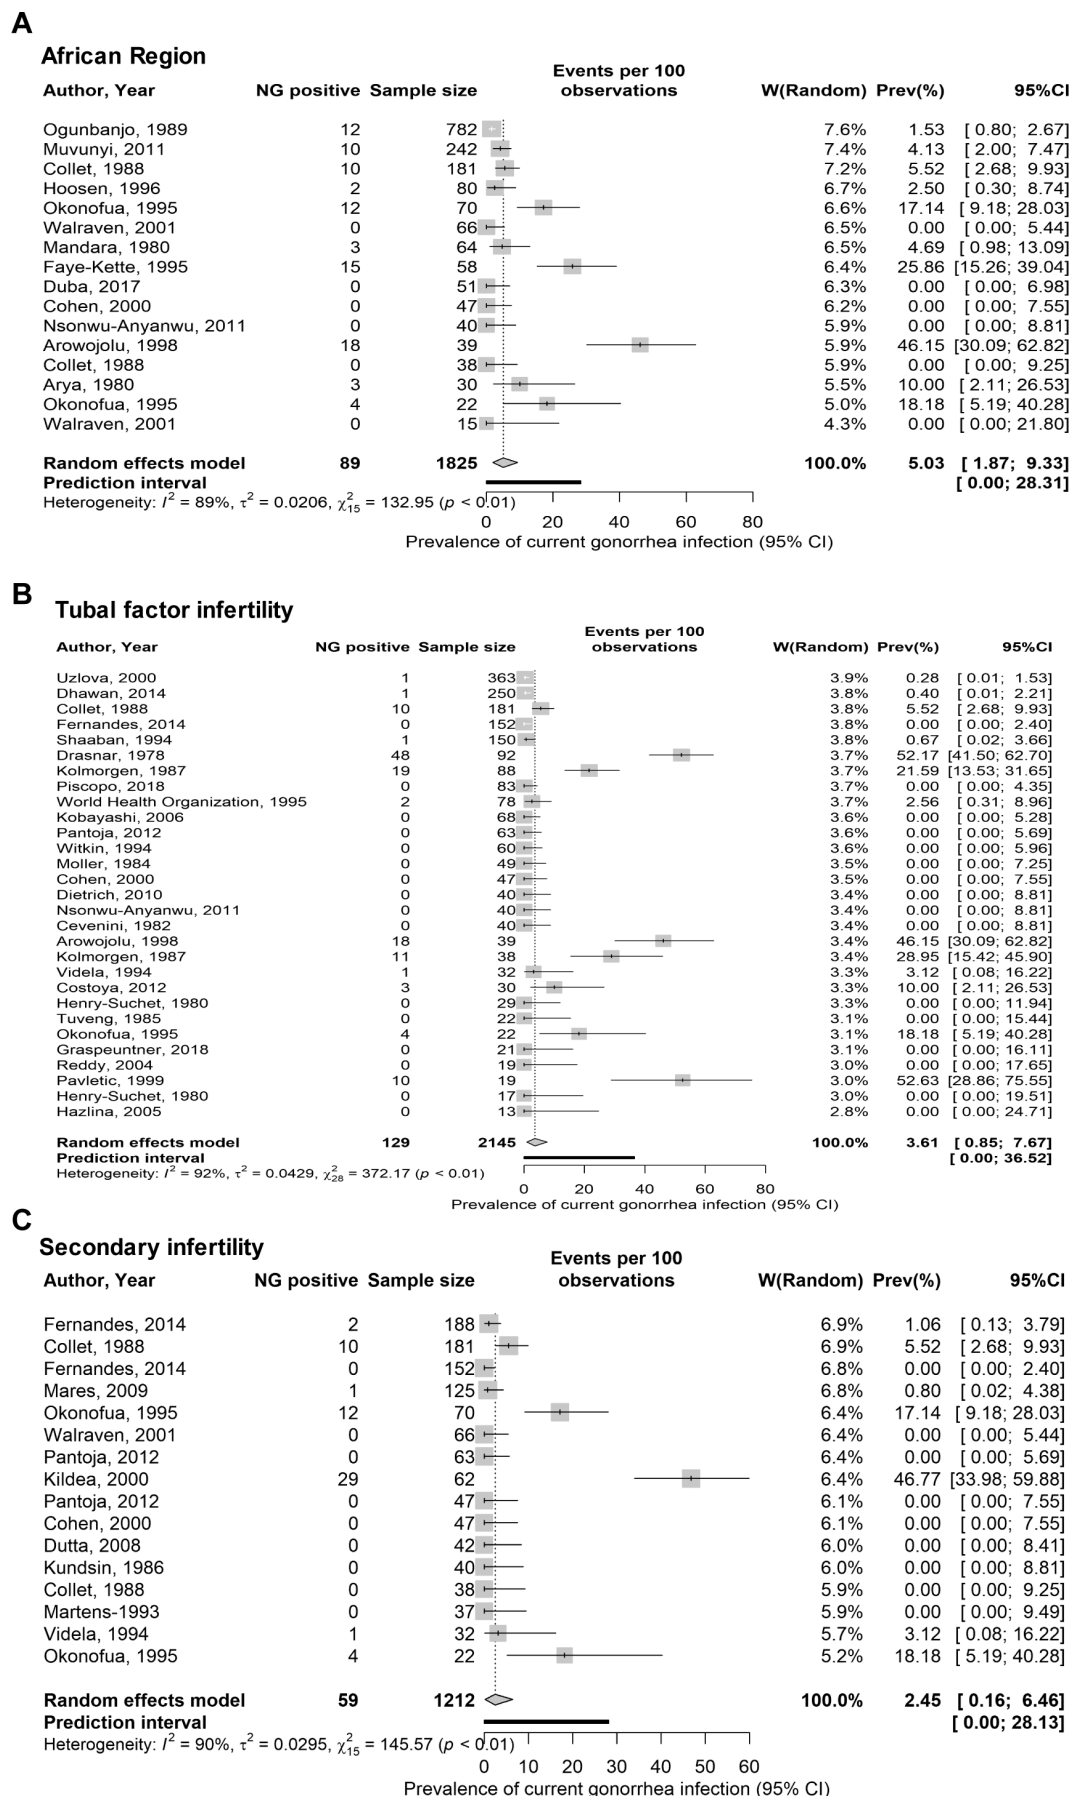 A
African Region
Events per 100
Author, Year NG positive Sample size observations W(Random) Prev(%) 95%CI
Ogunbanjo, 1989 12 782 7.6% 1.53 [ 0.80; 2.67]
Muvunyi, 2011 10 242 7.4% 4.13 [ 2.00; 7.47]
Collet, 1988 10 181 7.2% 5.52 [ 2.68; 9.93]
Hoosen, 1996 2 80 6.7% 2.50 [ 0.30; 8.74]
Okonofua, 1995 12 70 6.6% 17.14 [ 9.18; 28.03]
Walraven, 2001 0 66 6.5% 0.00 [ 0.00; 5.44]
Mandara, 1980 3 64 6.5% 4.69 [ 0.98; 13.09]
Faye-Kette, 1995 15 58 6.4% 25.86 [15.26; 39.04]
Duba, 2017 0 51 6.3% 0.00 [ 0.00; 6.98]
Cohen, 2000 0 47 6.2% 0.00 [ 0.00; 7.55]
Nsonwu-Anyanwu, 2011 0 40 5.9% 0.00 [ 0.00; 8.81]
Arowojolu, 1998 18 39 5.9% 46.15 [30.09; 62.82]
Collet, 1988 0 38 5.9% 0.00 [ 0.00; 9.25]
Arya, 1980 3 30 5.5% 10.00 [ 2.11; 26.53]
Okonofua, 1995 4 22 5.0% 18.18 [ 5.19; 40.28]
Walraven, 2001 0 15 4.3% 0.00 [ 0.00; 21.80]
Random effects model 89 1825 100.0% 5.03 [ 1.87; 9.33]
Prediction interval [ 0.00; 28.31]
Heterogeneity: I² = 89%, τ² = 0.0206, χ²₁₅ = 132.95 (p < 0.01)
0 20 40 60 80
Prevalence of current gonorrhea infection (95% CI)
B
Tubal factor infertility
Events per 100
Author, Year NG positive Sample size observations W(Random) Prev(%) 95%CI
Uzlova, 2000 1 363 3.9% 0.28 [ 0.01; 1.53]
Dhawan, 2014 1 250 3.8% 0.40 [ 0.01; 2.21]
Collet, 1988 10 181 3.8% 5.52 [ 2.68; 9.93]
Fernandes, 2014 0 152 3.8% 0.00 [ 0.00; 2.40]
Shaaban, 1994 1 150 3.8% 0.67 [ 0.02; 3.66]
Drasnar, 1978 48 92 3.7% 52.17 [41.50; 62.70]
Kolmorgen, 1987 19 88 3.7% 21.59 [13.53; 31.65]
Piscopo, 2018 0 83 3.7% 0.00 [ 0.00; 4.35]
World Health Organization, 1995 2 78 3.7% 2.56 [ 0.31; 8.96]
Kobayashi, 2006 0 68 3.6% 0.00 [ 0.00; 5.28]
Pantoja, 2012 0 63 3.6% 0.00 [ 0.00; 5.69]
Witkin, 1994 0 60 3.6% 0.00 [ 0.00; 5.96]
Moller, 1984 0 49 3.5% 0.00 [ 0.00; 7.25]
Cohen, 2000 0 47 3.5% 0.00 [ 0.00; 7.55]
Dietrich, 2010 0 40 3.4% 0.00 [ 0.00; 8.81]
Nsonwu-Anyanwu, 2011 0 40 3.4% 0.00 [ 0.00; 8.81]
Cevenini, 1982 0 40 3.4% 0.00 [ 0.00; 8.81]
Arowojolu, 1998 18 39 3.4% 46.15 [30.09; 62.82]
Kolmorgen, 1987 11 38 3.4% 28.95 [15.42; 45.90]
Videla, 1994 1 32 3.3% 3.12 [ 0.08; 16.22]
Costoya, 2012 3 30 3.3% 10.00 [ 2.11; 26.53]
Henry-Suchet, 1980 0 29 3.3% 0.00 [ 0.00; 11.94]
Tuveng, 1985 0 22 3.1% 0.00 [ 0.00; 15.44]
Okonofua, 1995 4 22 3.1% 18.18 [ 5.19; 40.28]
Graspeuntner, 2018 0 21 3.1% 0.00 [ 0.00; 16.11]
Reddy, 2004 0 19 3.0% 0.00 [ 0.00; 17.65]
Pavletic, 1999 10 19 3.0% 52.63 [28.86; 75.55]
Henry-Suchet, 1980 0 17 3.0% 0.00 [ 0.00; 19.51]
Hazlina, 2005 0 13 2.8% 0.00 [ 0.00; 24.71]
Random effects model 129 2145 100.0% 3.61 [ 0.85; 7.67]
Prediction interval [ 0.00; 36.52]
Heterogeneity: I² = 92%, τ² = 0.0429, χ²₂₈ = 372.17 (p < 0.01)
0 20 40 60 80
Prevalence of current gonorrhea infection (95% CI)
C
Secondary infertility
Events per 100
Author, Year NG positive Sample size observations W(Random) Prev(%) 95%CI
Fernandes, 2014 2 188 6.9% 1.06 [ 0.13; 3.79]
Collet, 1988 10 181 6.9% 5.52 [ 2.68; 9.93]
Fernandes, 2014 0 152 6.8% 0.00 [ 0.00; 2.40]
Mares, 2009 1 125 6.8% 0.80 [ 0.02; 4.38]
Okonofua, 1995 12 70 6.4% 17.14 [ 9.18; 28.03]
Walraven, 2001 0 66 6.4% 0.00 [ 0.00; 5.44]
Pantoja, 2012 0 63 6.4% 0.00 [ 0.00; 5.69]
Kildea, 2000 29 62 6.4% 46.77 [33.98; 59.88]
Pantoja, 2012 0 47 6.1% 0.00 [ 0.00; 7.55]
Cohen, 2000 0 47 6.1% 0.00 [ 0.00; 7.55]
Dutta, 2008 0 42 6.0% 0.00 [ 0.00; 8.41]
Kundsin, 1986 0 40 6.0% 0.00 [ 0.00; 8.81]
Collet, 1988 0 38 5.9% 0.00 [ 0.00; 9.25]
Martens-1993 0 37 5.9% 0.00 [ 0.00; 9.49]
Videla, 1994 1 32 5.7% 3.12 [ 0.08; 16.22]
Okonofua, 1995 4 22 5.2% 18.18 [ 5.19; 40.28]
Random effects model 59 1212 100.0% 2.45 [ 0.16; 6.46]
Prediction interval [ 0.00; 28.13]
Heterogeneity: I² = 90%, τ² = 0.0295, χ²₁₅ = 145.57 (p < 0.01)
0 10 20 30 40 50 60
Prevalence of current gonorrhea infection (95% CI)